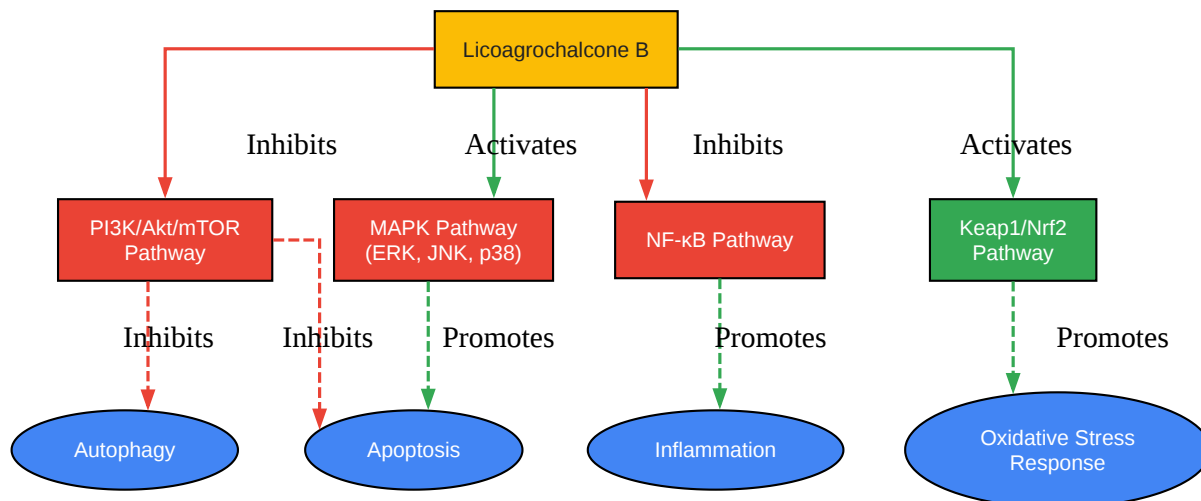 Licoagrochalcone B
Inhibits
Activates
Inhibits
Activates
PI3K/Akt/mTOR
Pathway
MAPK Pathway
(ERK, JNK, p38)
NF-κB Pathway
Keap1/Nrf2
Pathway
Inhibits
Inhibits
Promotes
Promotes
Promotes
Autophagy
Apoptosis
Inflammation
Oxidative Stress
Response